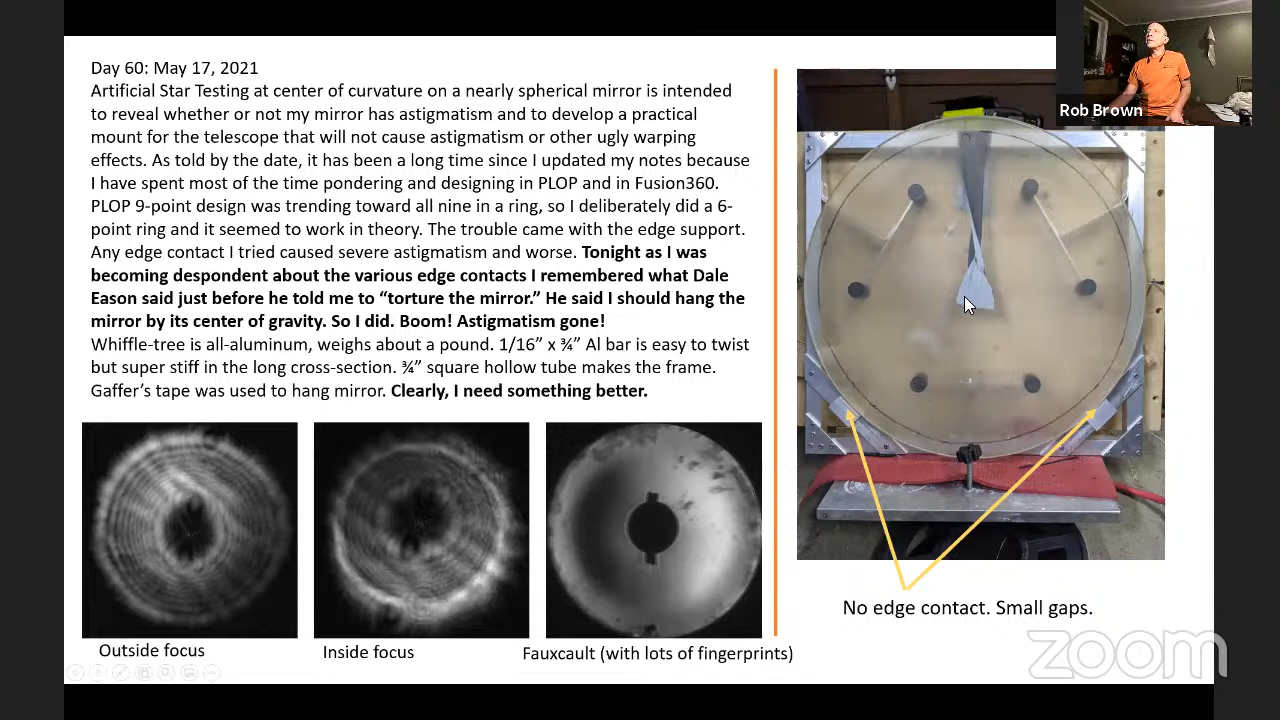 Day 60: May 17, 2021
Artificial Star Testing at center of curvature on a nearly spherical mirror is intended
to reveal whether or not my mirror has astigmatism and to develop a practical
mount for the telescope that will not cause astigmatism or other ugly warping
effects. As told by the date, it has been a long time since I updated my notes because
I have spent most of the time pondering and designing in PLOP and in Fusion360.
PLOP 9-point design was trending toward all nine in a ring, so I deliberately did a 6-
point ring and it seemed to work in theory. The trouble came with the edge support.
Any edge contact I tried caused severe astigmatism and worse. Tonight as I was
becoming despondent about the various edge contacts I remembered what Dale
Eason said just before he told me to “torture the mirror.” He said I should hang the
mirror by its center of gravity. So I did. Boom! Astigmatism gone!
Whiffle-tree is all-aluminum, weighs about a pound. 1/16” x ¾” Al bar is easy to twist
but super stiff in the long cross-section. ¾” square hollow tube makes the frame.
Gaffer’s tape was used to hang mirror. Clearly, I need something better.
Outside focus
Inside focus
Fauxcault (with lots of fingerprints)
Rob Brown
No edge contact. Small gaps.
zoom